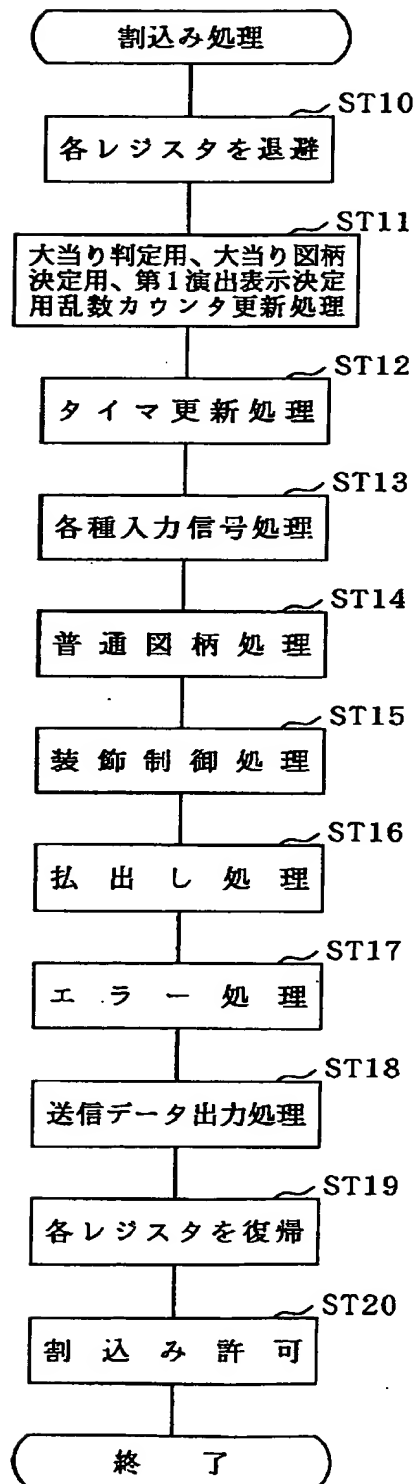 割込み処理
ST10
各レジスタを退避
ST11
大当り判定用、大当り図柄
決定用、第1演出表示決定
用乱数カウンタ更新処理
ST12
タイマ更新処理
ST13
各種入力信号処理
ST14
普通図柄処理
ST15
装飾制御処理
ST16
払出し処理
ST17
エラー処理
ST18
送信データ出力処理
ST19
各レジスタを復帰
ST20
割込み許可
終了